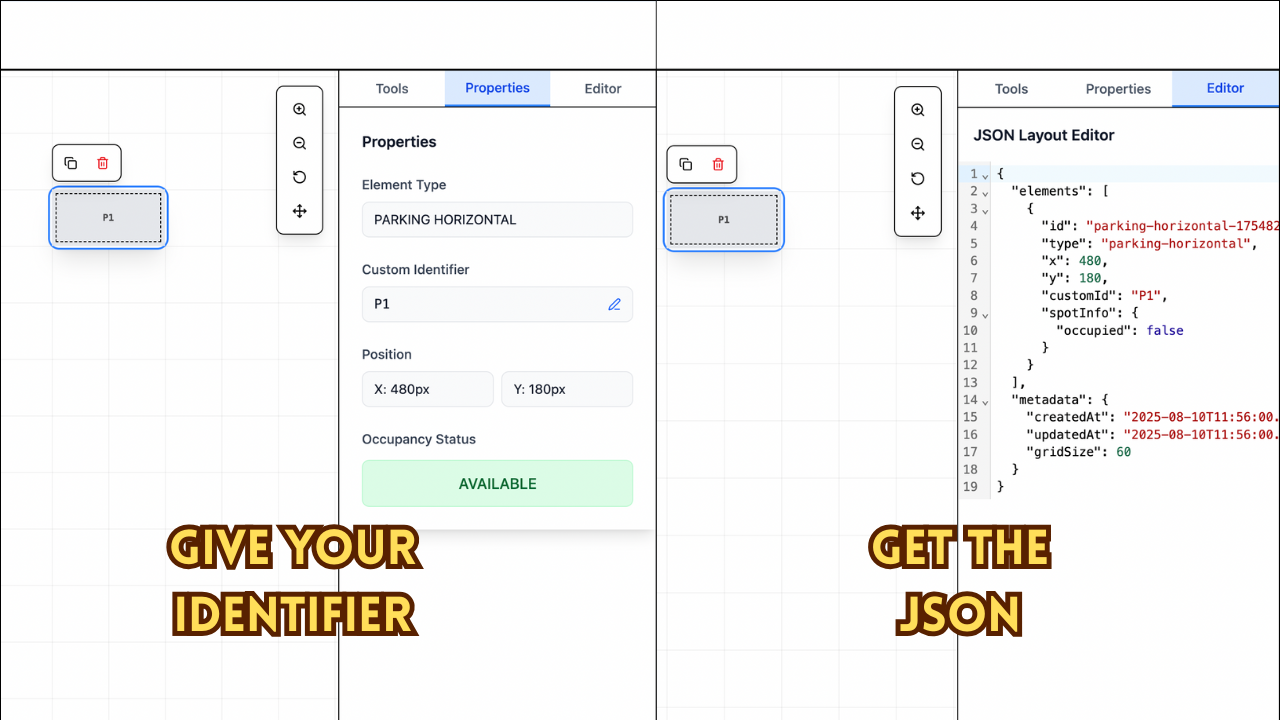 Tools Properties Editor
Properties
Element Type
PARKING HORIZONTAL
Custom Identifier
P1
Position
X: 480px Y: 180px
Occupancy Status
AVAILABLE
P1
GIVE YOUR
IDENTIFIER
Tools Properties Editor
JSON Layout Editor
1 {
2 "elements": [
3 {
4 "id": "parking-horizontal-175482
5 "type": "parking-horizontal",
6 "x": 480,
7 "y": 180,
8 "customId": "P1",
9 "spotInfo": {
10 "occupied": false
11 }
12 }
13 ],
14 "metadata": {
15 "createdAt": "2025-08-10T11:56:00.
16 "updatedAt": "2025-08-10T11:56:00.
17 "gridSize": 60
18 }
19 }
P1
GET THE
JSON